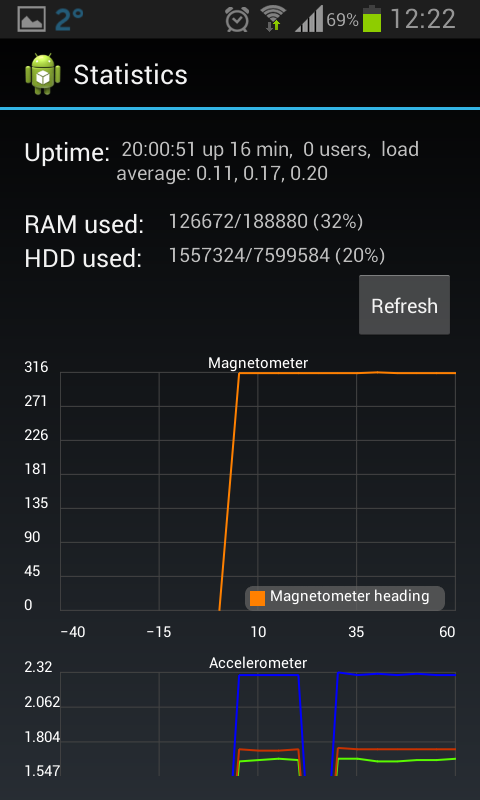 2° 69% 12:22
Statistics
Uptime: 20:00:51 up 16 min, 0 users, load
average: 0.11, 0.17, 0.20
RAM used: 126672/188880 (32%)
HDD used: 1557324/7599584 (20%)
Refresh
Magnetometer
316
271
226
181
135
90
45
0
Magnetometer heading
−40 −15 10 35 60
Accelerometer
2.32
2.062
1.804
1.547